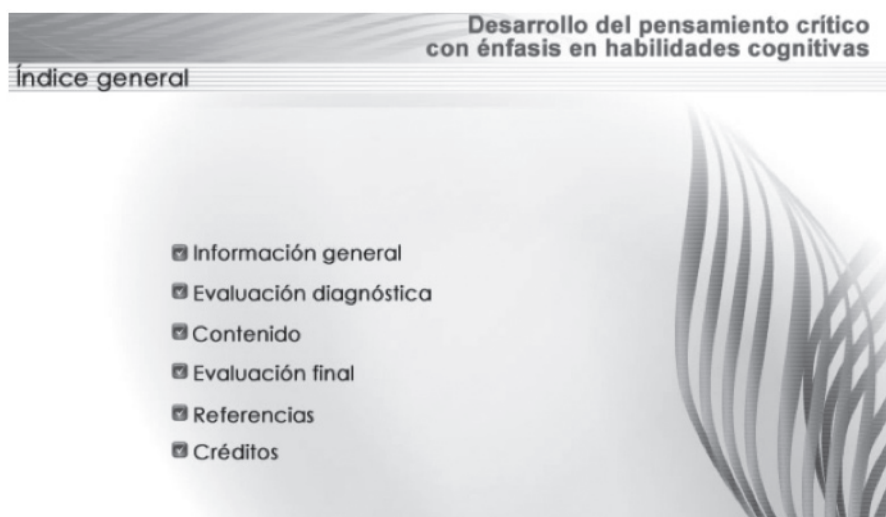 Desarrollo del pensamiento crítico
con énfasis en habilidades cognitivas
Índice general
Información general
Evaluación diagnóstica
Contenido
Evaluación final
Referencias
Créditos